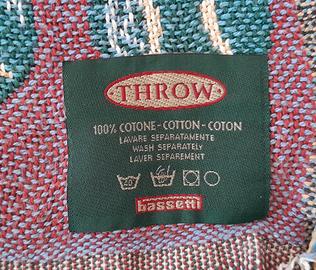 THROW
100% COTONE-COTTON-COTON
LAVARE SEPARATAMENTE
WASH SEPARATELY
LAVER SEPAREMENT
bassetti